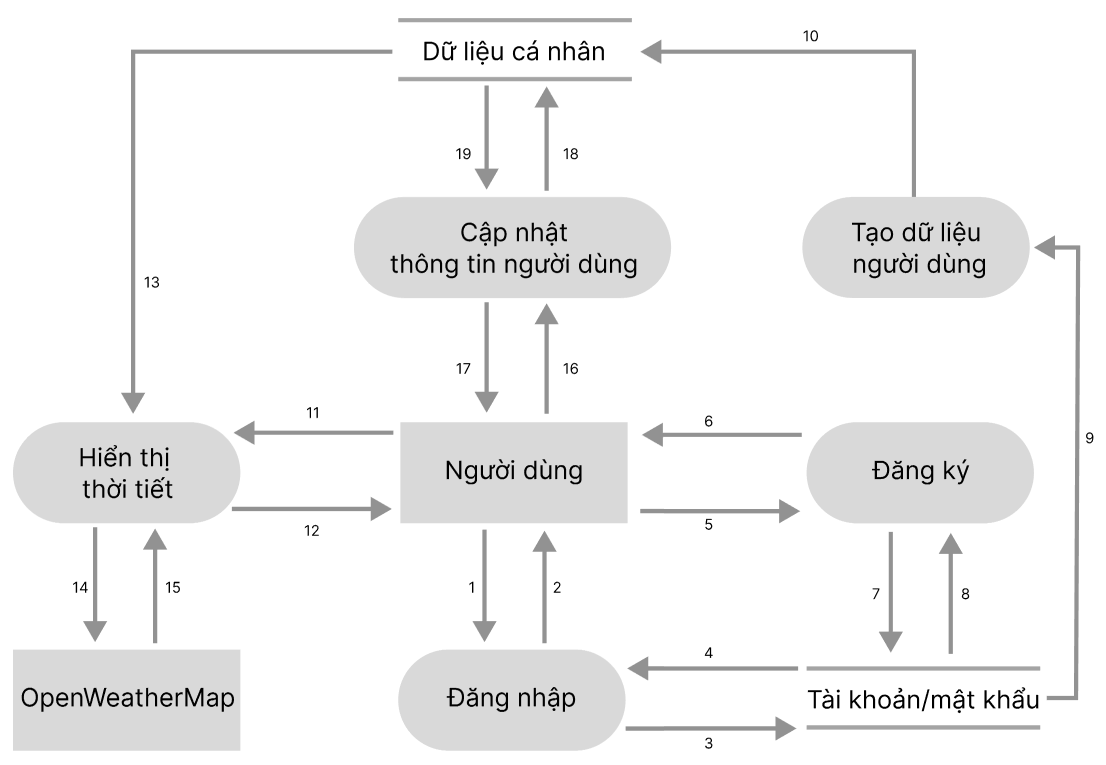 10
Dữ liệu cá nhân
19
18
Cập nhật
thông tin người dùng
Tạo dữ liệu
người dùng
13
17
16
11
6
9
Hiển thị
thời tiết
Người dùng
Đăng ký
12
5
14
15
1
2
7
8
4
OpenWeatherMap
Đăng nhập
Tài khoản/mật khẩu
3